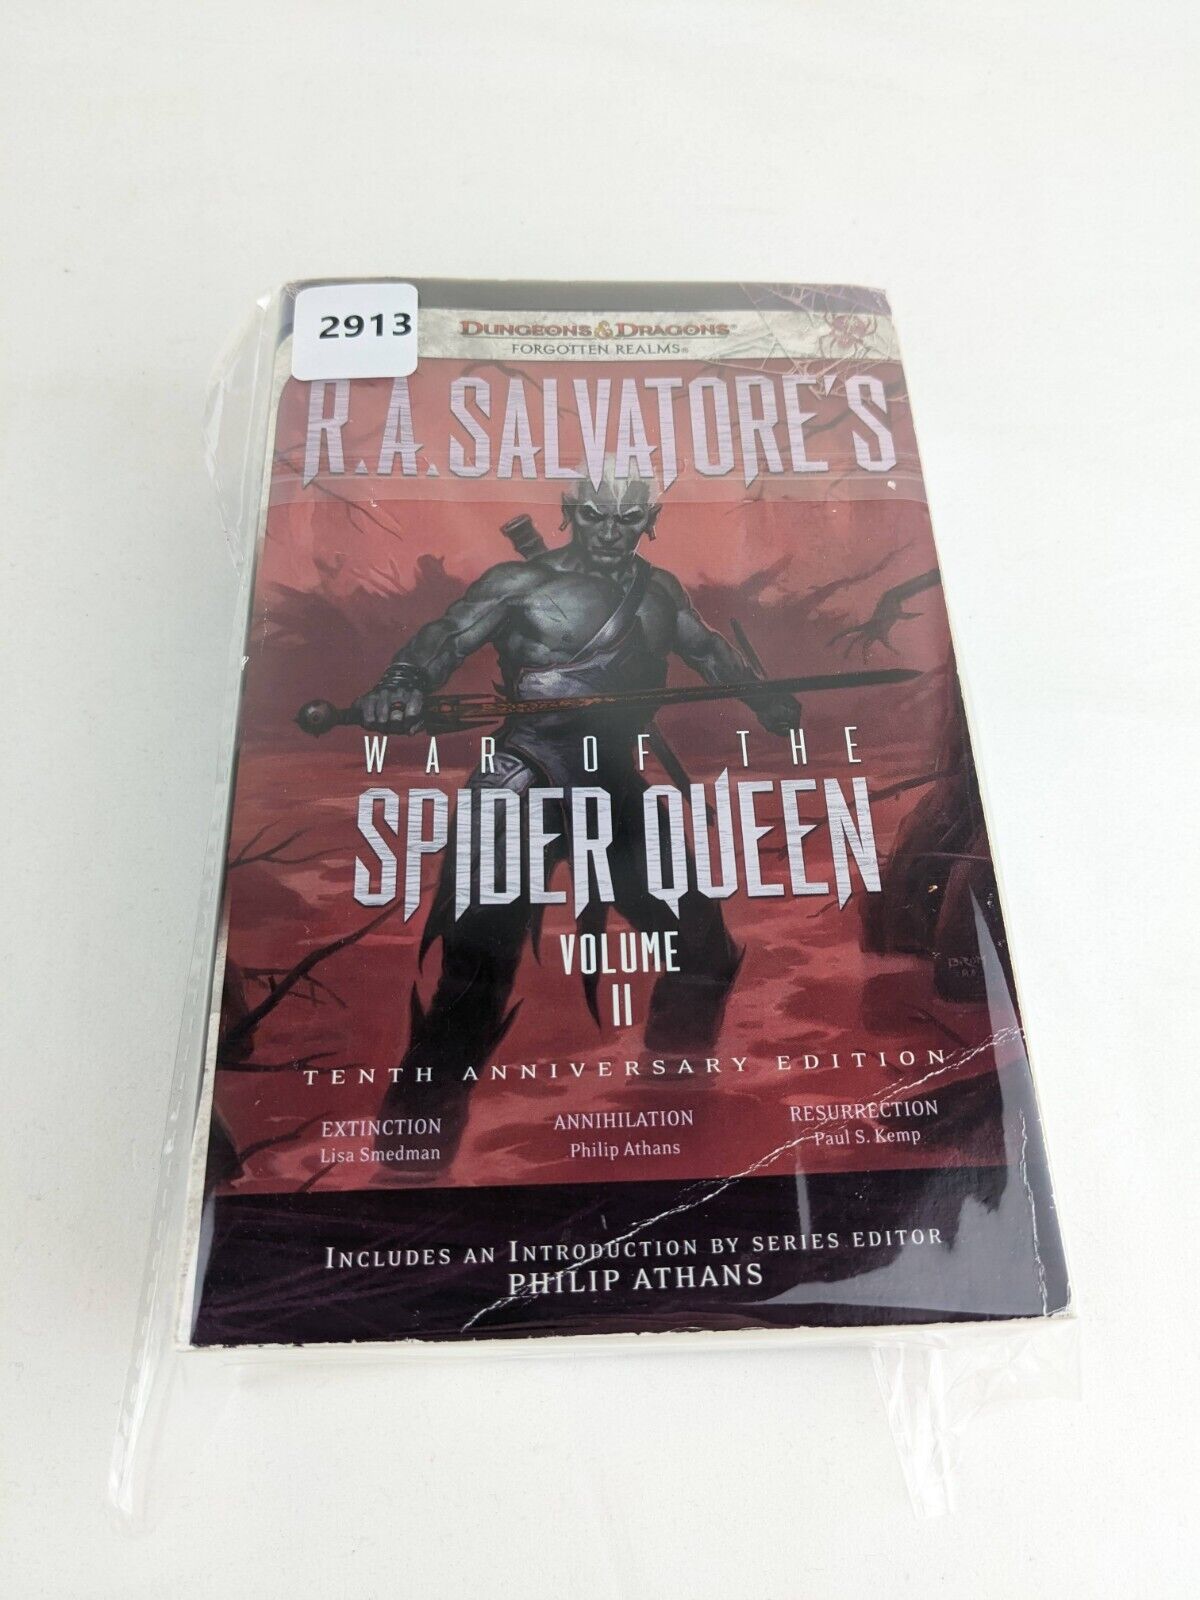 2913
DUNGEONS & DRAGONS®
FORGOTTEN REALMS®
R.A. SALVATORE'S
WAR OF THE
SPIDER QUEEN
VOLUME
II
TENTH ANNIVERSARY EDITION
EXTINCTION
Lisa Smedman
ANNIHILATION
Philip Athans
RESURRECTION
Paul S. Kemp
INCLUDES AN INTRODUCTION BY SERIES EDITOR
PHILIP ATHANS
BROM